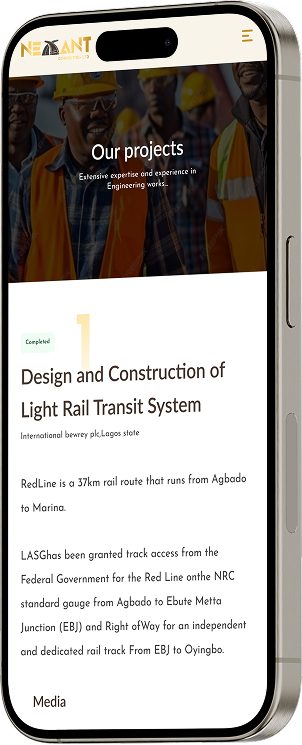 NEXANT
Our projects
Extensive expertise and experience in
Engineering works...
Completed
1
Design and Construction of
Light Rail Transit System
International bewrey plc,Lagos state
RedLine is a 37km rail route that runs from Agbado
to Marina.
LASGhas been granted track access from the
Federal Government for the Red Line onthe NRC
standard gauge from Agbado to Ebute Metta
Junction (EBJ) and Right ofWay for an independent
and dedicated rail track From EBJ to Oyingbo.
Media